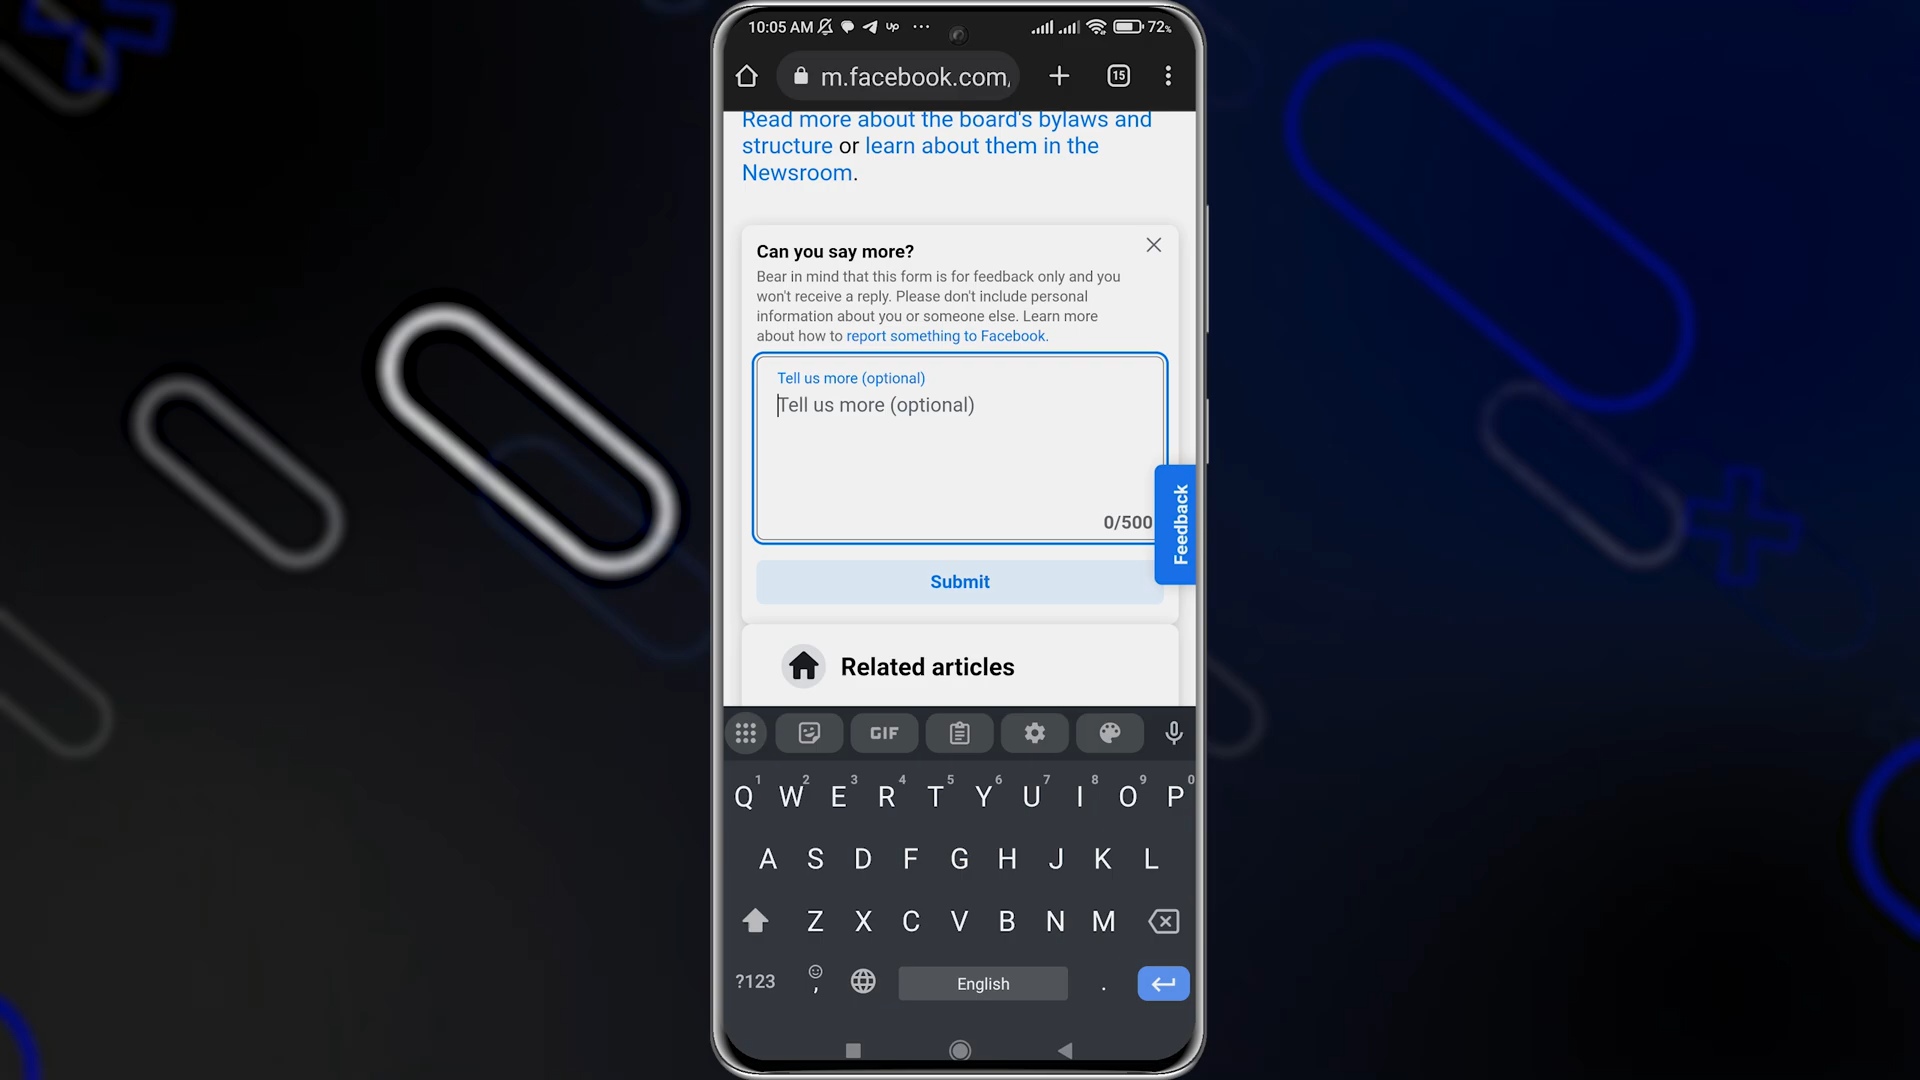 10:05 AM up ... 72%
m.facebook.com/ 15
Read more about the board's bylaws and
structure or learn about them in the
Newsroom.
Can you say more?
Bear in mind that this form is for feedback only and you
won't receive a reply. Please don't include personal
information about you or someone else. Learn more
about how to report something to Facebook.
Tell us more (optional)
Tell us more (optional)
0/500
Feedback
Submit
Related articles
GIF
1 2 3 4 5 6 7 8 9 0
Q W E R T Y U I O P
A S D F G H J K L
Z X C V B N M
?123 , English .